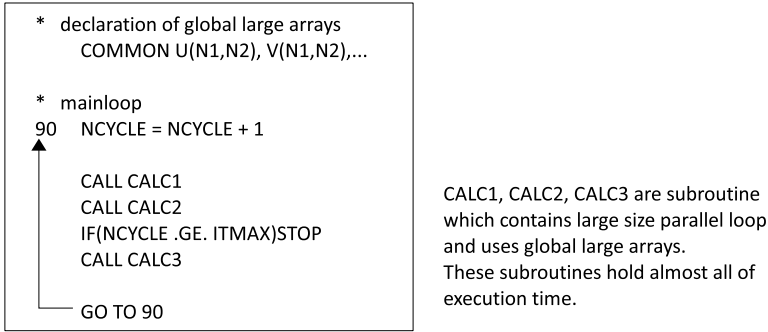 * declaration of global large arrays
COMMON U(N1,N2), V(N1,N2),...
* mainloop
90 NCYCLE = NCYCLE + 1
CALL CALC1
CALL CALC2
IF(NCYCLE .GE. ITMAX)STOP
CALL CALC3
GO TO 90
CALC1, CALC2, CALC3 are subroutine
which contains large size parallel loop
and uses global large arrays.
These subroutines hold almost all of
execution time.